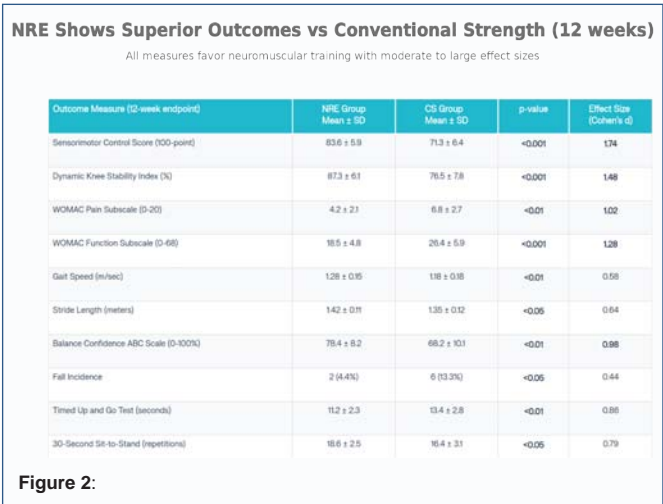 NRE Shows Superior Outcomes vs Conventional Strength (12 weeks)
All measures favor neuromuscular training with moderate to large effect sizes
Outcome Measure (12-week endpoint) NRE Group Mean ± SD CS Group Mean ± SD p-value Effect Size (Cohen's d)
Sensorimotor Control Score (100-point) 83.6 ± 5.9 71.3 ± 6.4 <0.001 1.74
Dynamic Knee Stability Index (%) 87.3 ± 6.1 76.5 ± 7.8 <0.001 1.48
WOMAC Pain Subscale (0-20) 4.2 ± 2.1 6.8 ± 2.7 <0.01 1.02
WOMAC Function Subscale (0-68) 18.5 ± 4.8 26.4 ± 5.9 <0.001 1.28
Gait Speed (m/sec) 1.28 ± 0.15 1.18 ± 0.18 <0.01 0.58
Stride Length (meters) 1.42 ± 0.11 1.35 ± 0.12 <0.05 0.64
Balance Confidence ABC Scale (0-100%) 78.4 ± 8.2 68.2 ± 10.1 <0.01 0.98
Fall Incidence 2 (4.4%) 6 (13.3%) <0.05 0.44
Timed Up and Go Test (seconds) 11.2 ± 2.3 13.4 ± 2.8 <0.01 0.86
30-Second Sit-to-Stand (repetitions) 18.6 ± 2.5 16.4 ± 3.1 <0.05 0.79
Figure 2: